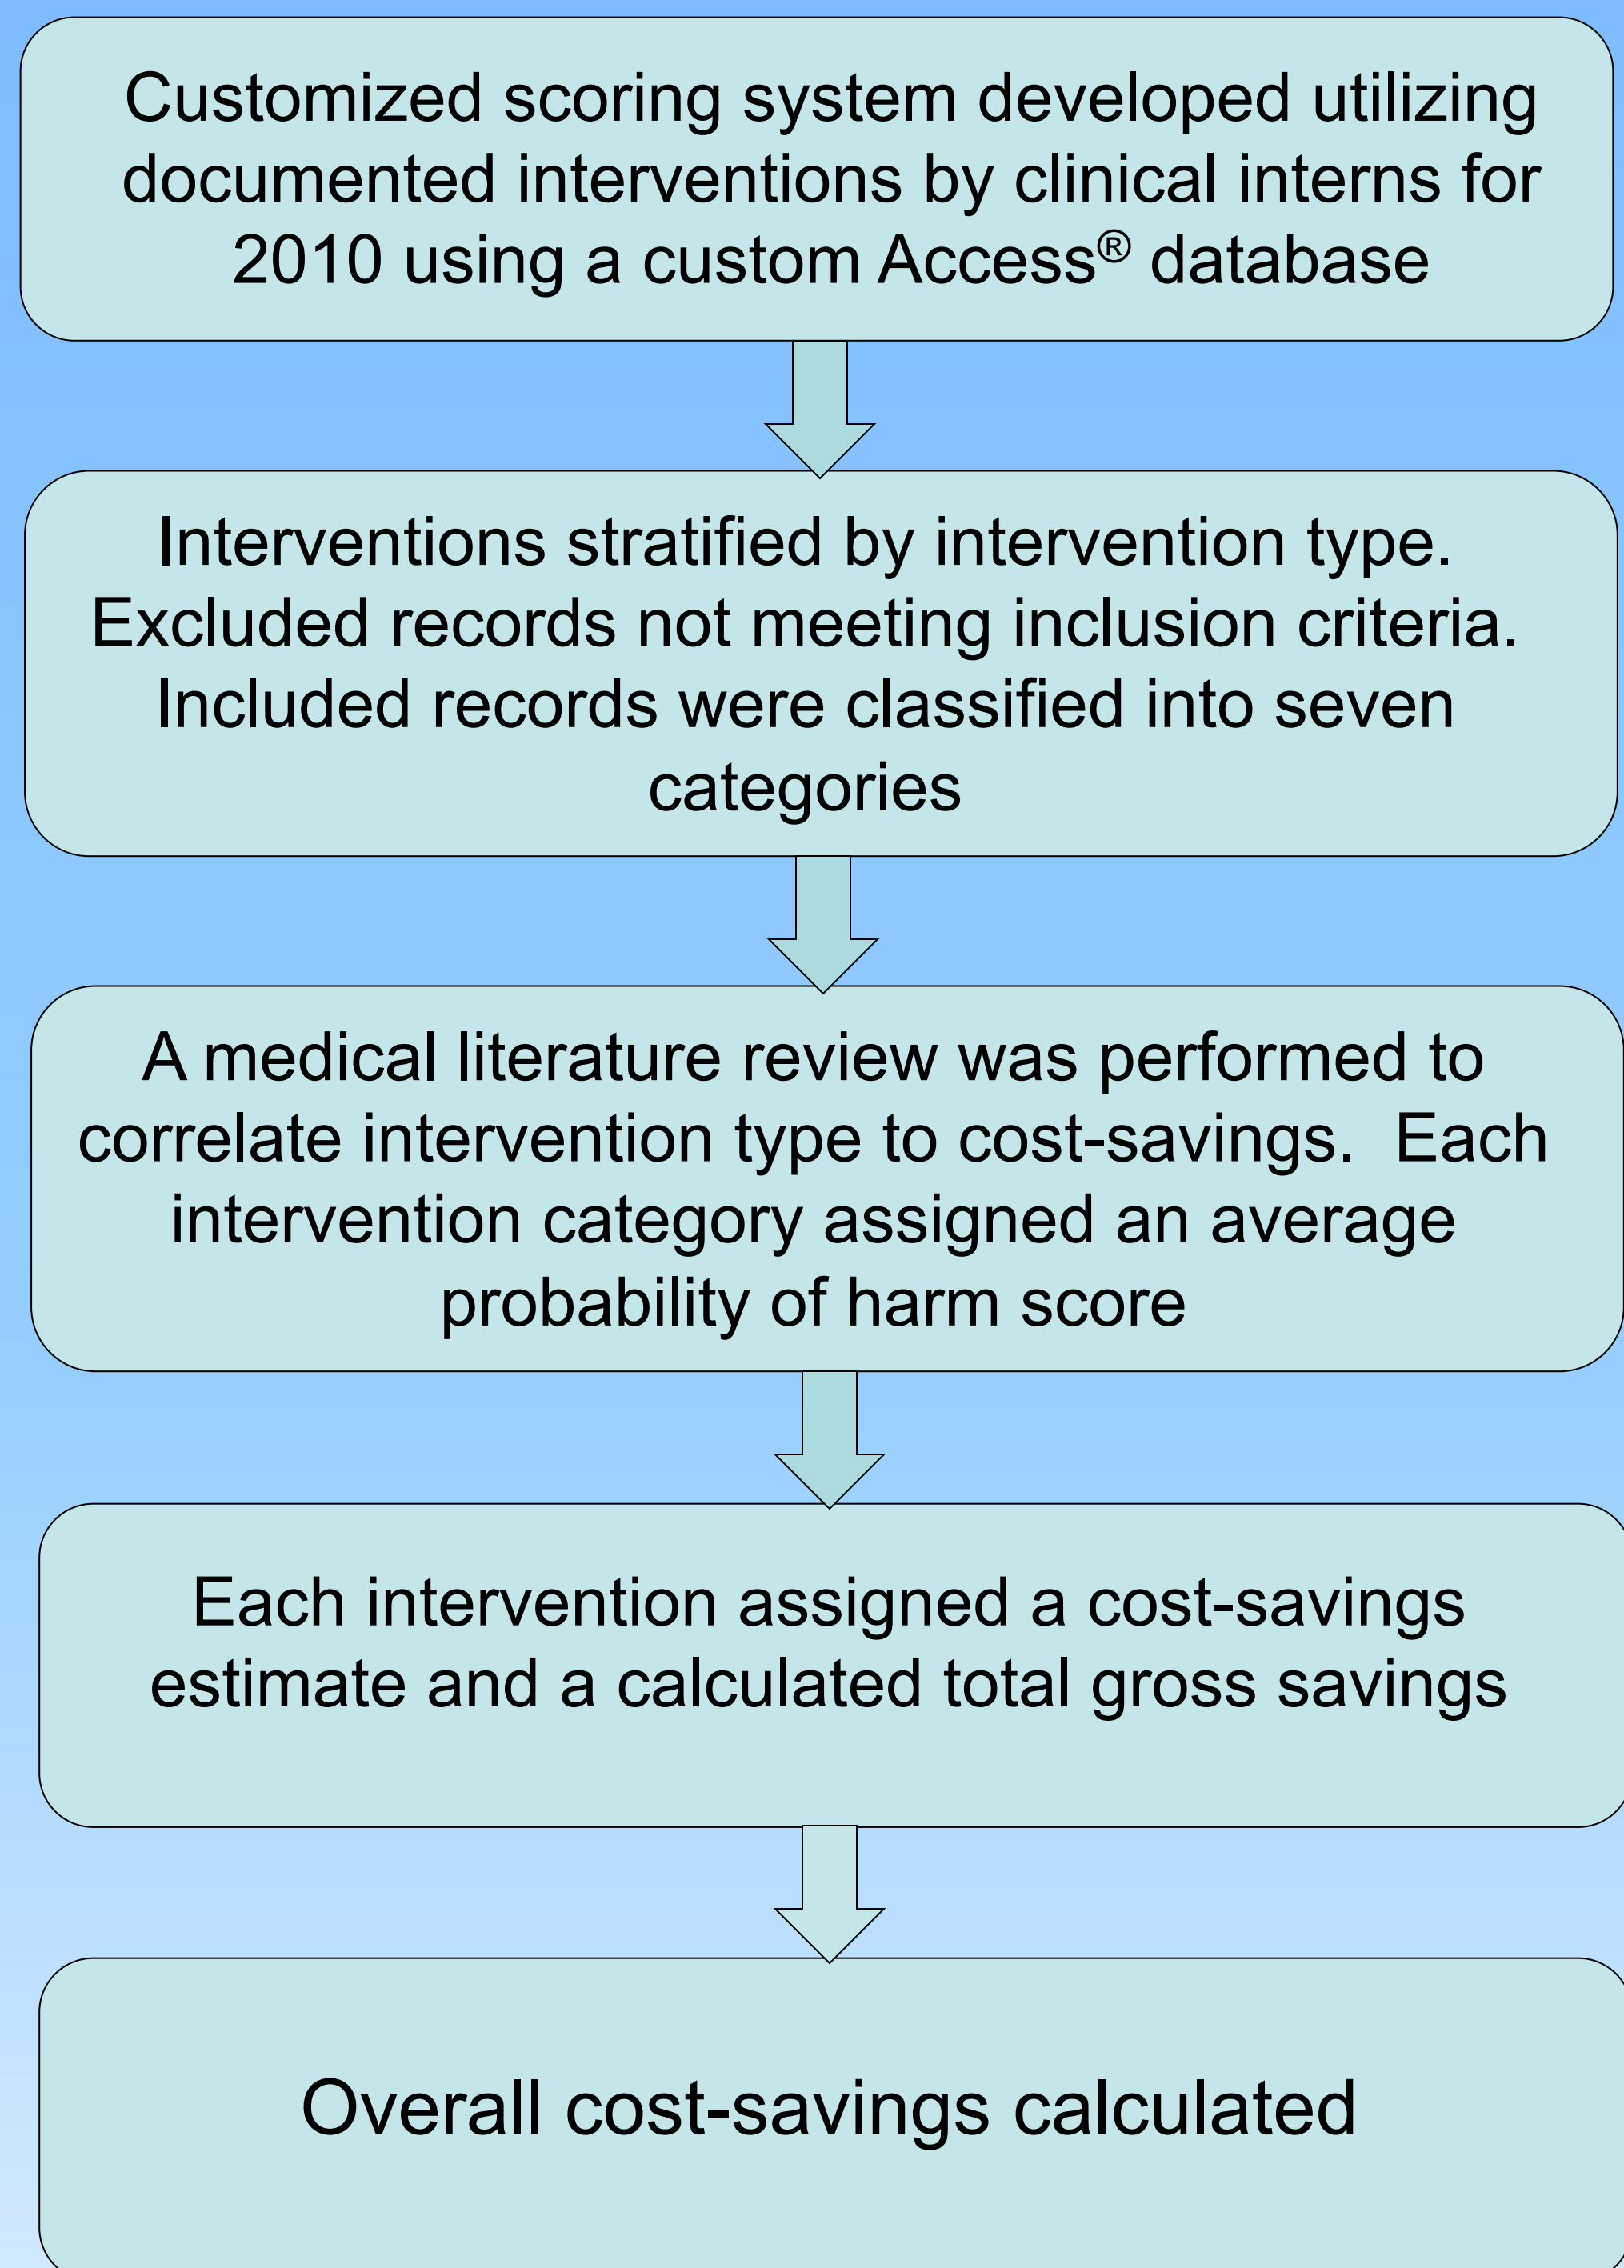 Customized scoring system developed utilizing
documented interventions by clinical interns for
2010 using a custom Access® database
Interventions stratified by intervention type.
Excluded records not meeting inclusion criteria.
Included records were classified into seven
categories
A medical literature review was performed to
correlate intervention type to cost-savings.  Each
intervention category assigned an average
probability of harm score
Each intervention assigned a cost-savings
estimate and a calculated total gross savings
Overall cost-savings calculated